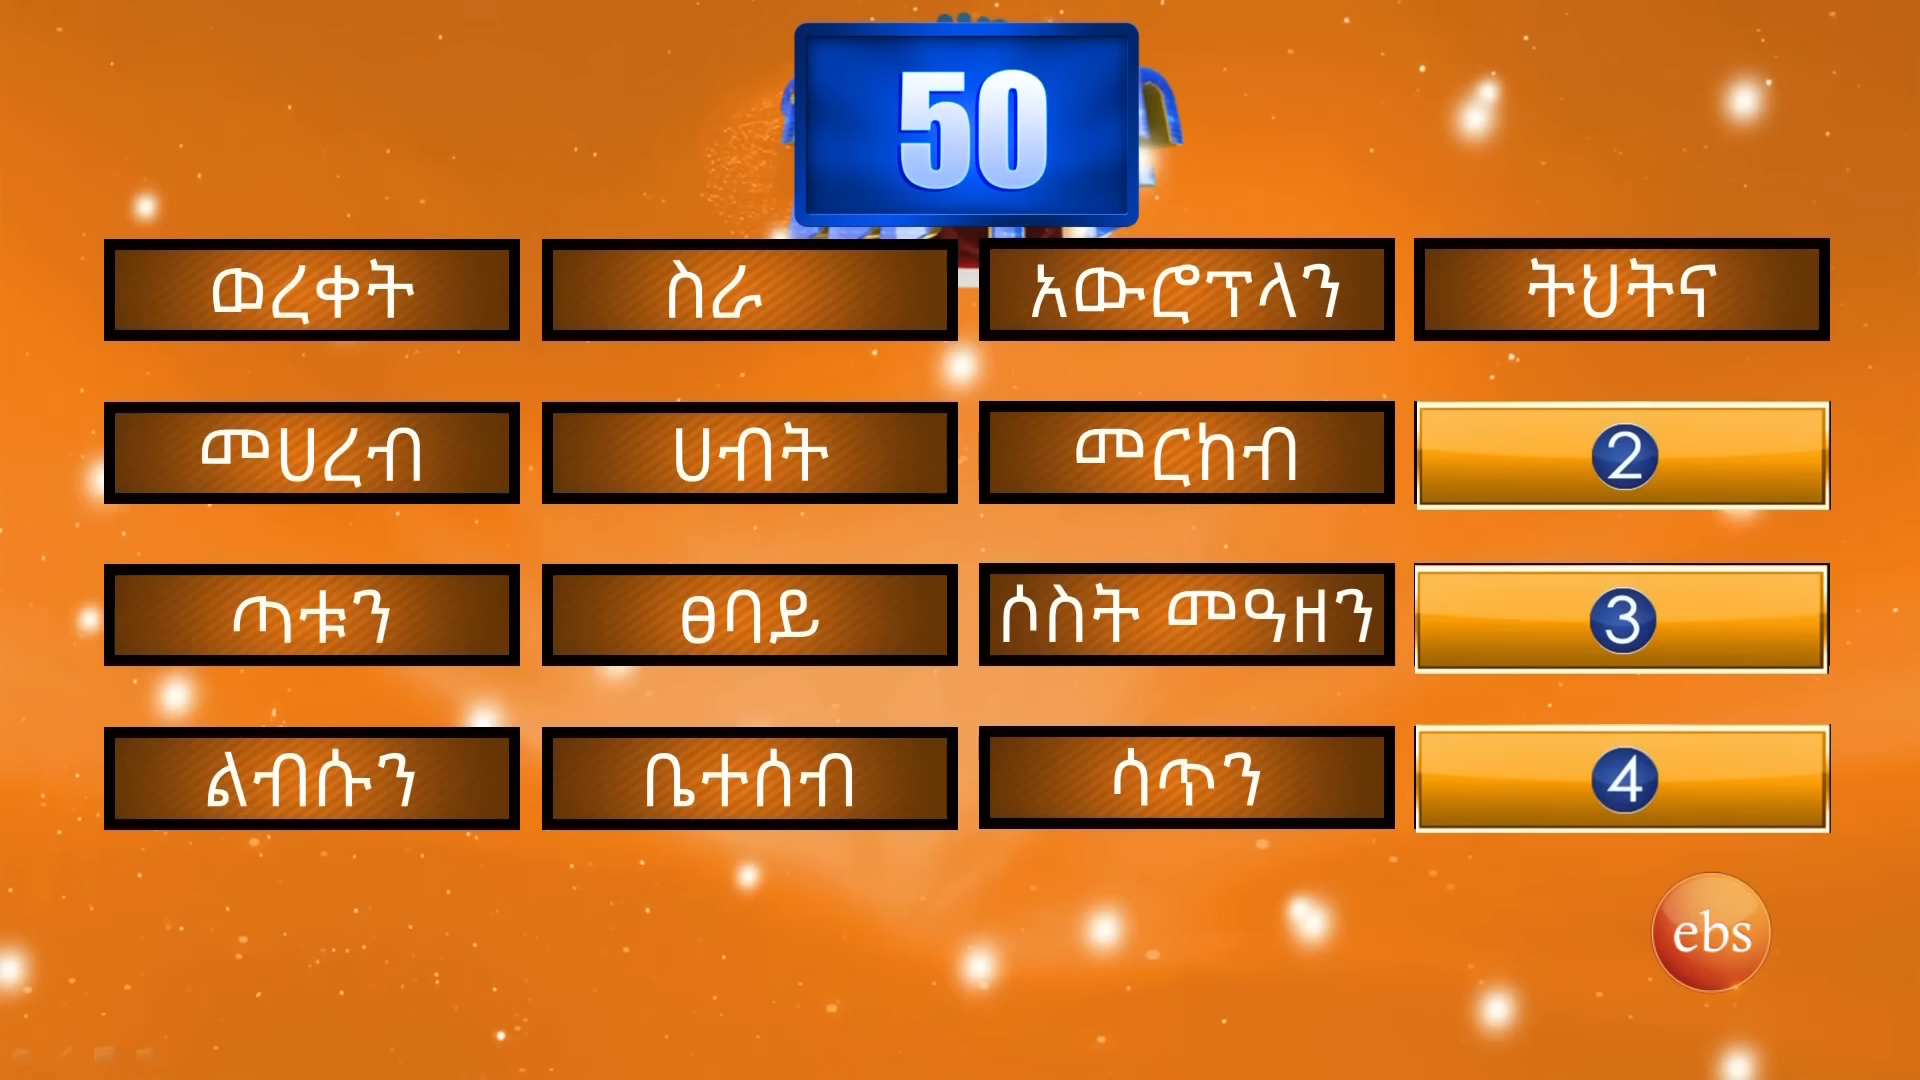 50
ወረቀት ስራ አውሮፕላን ትህትና
መሀረብ ሀብት መርከብ 2
ጣቱን ፀባይ ሶስት መዓዘን 3
ልብሱን ቤተሰብ ሳጥን 4
ebs